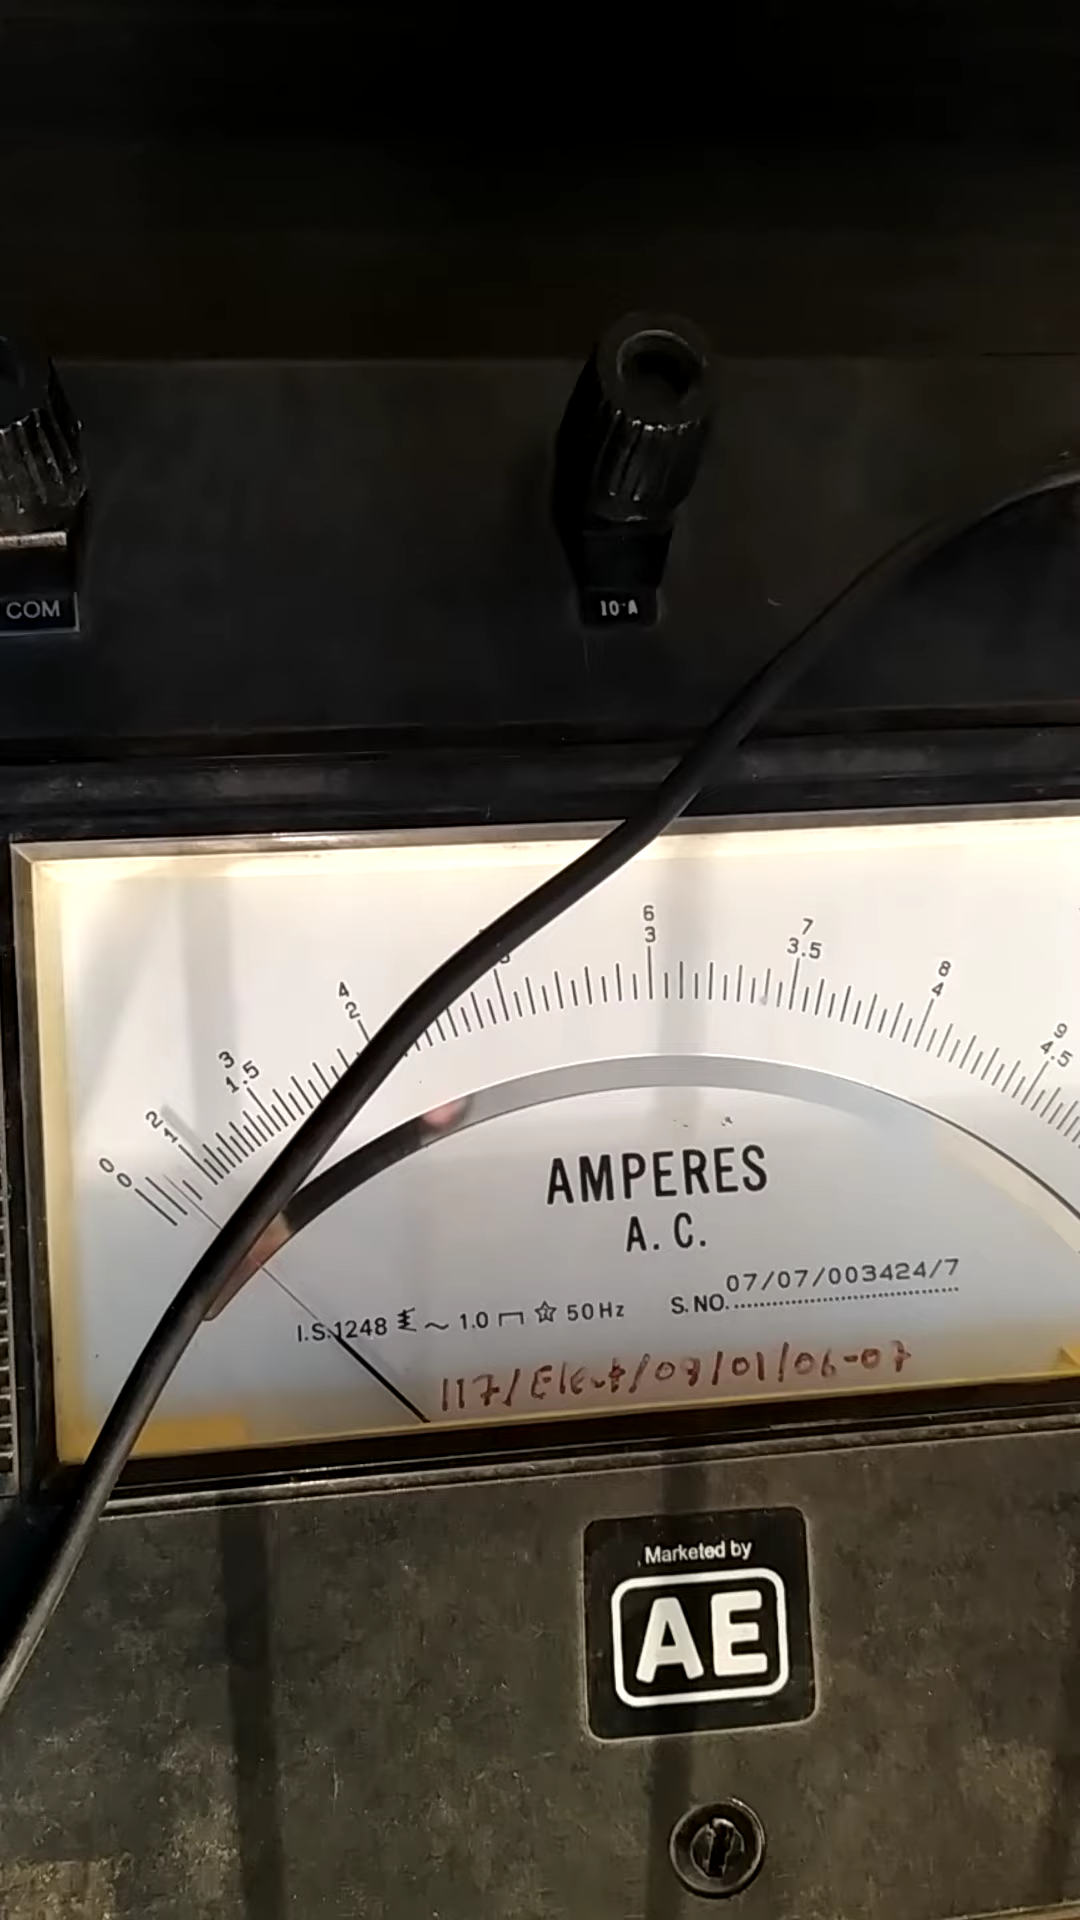 COM
10 A
0 2 3 4 6 7 8 9
0 1 1.5 2 3 3.5 4 4.5
AMPERES
A. C.
07/07/003424/7
I.S.1248 ~ 1.0 ☆ 50 Hz S. NO.
117/Elect/03/01/06-07
Marketed by
AE